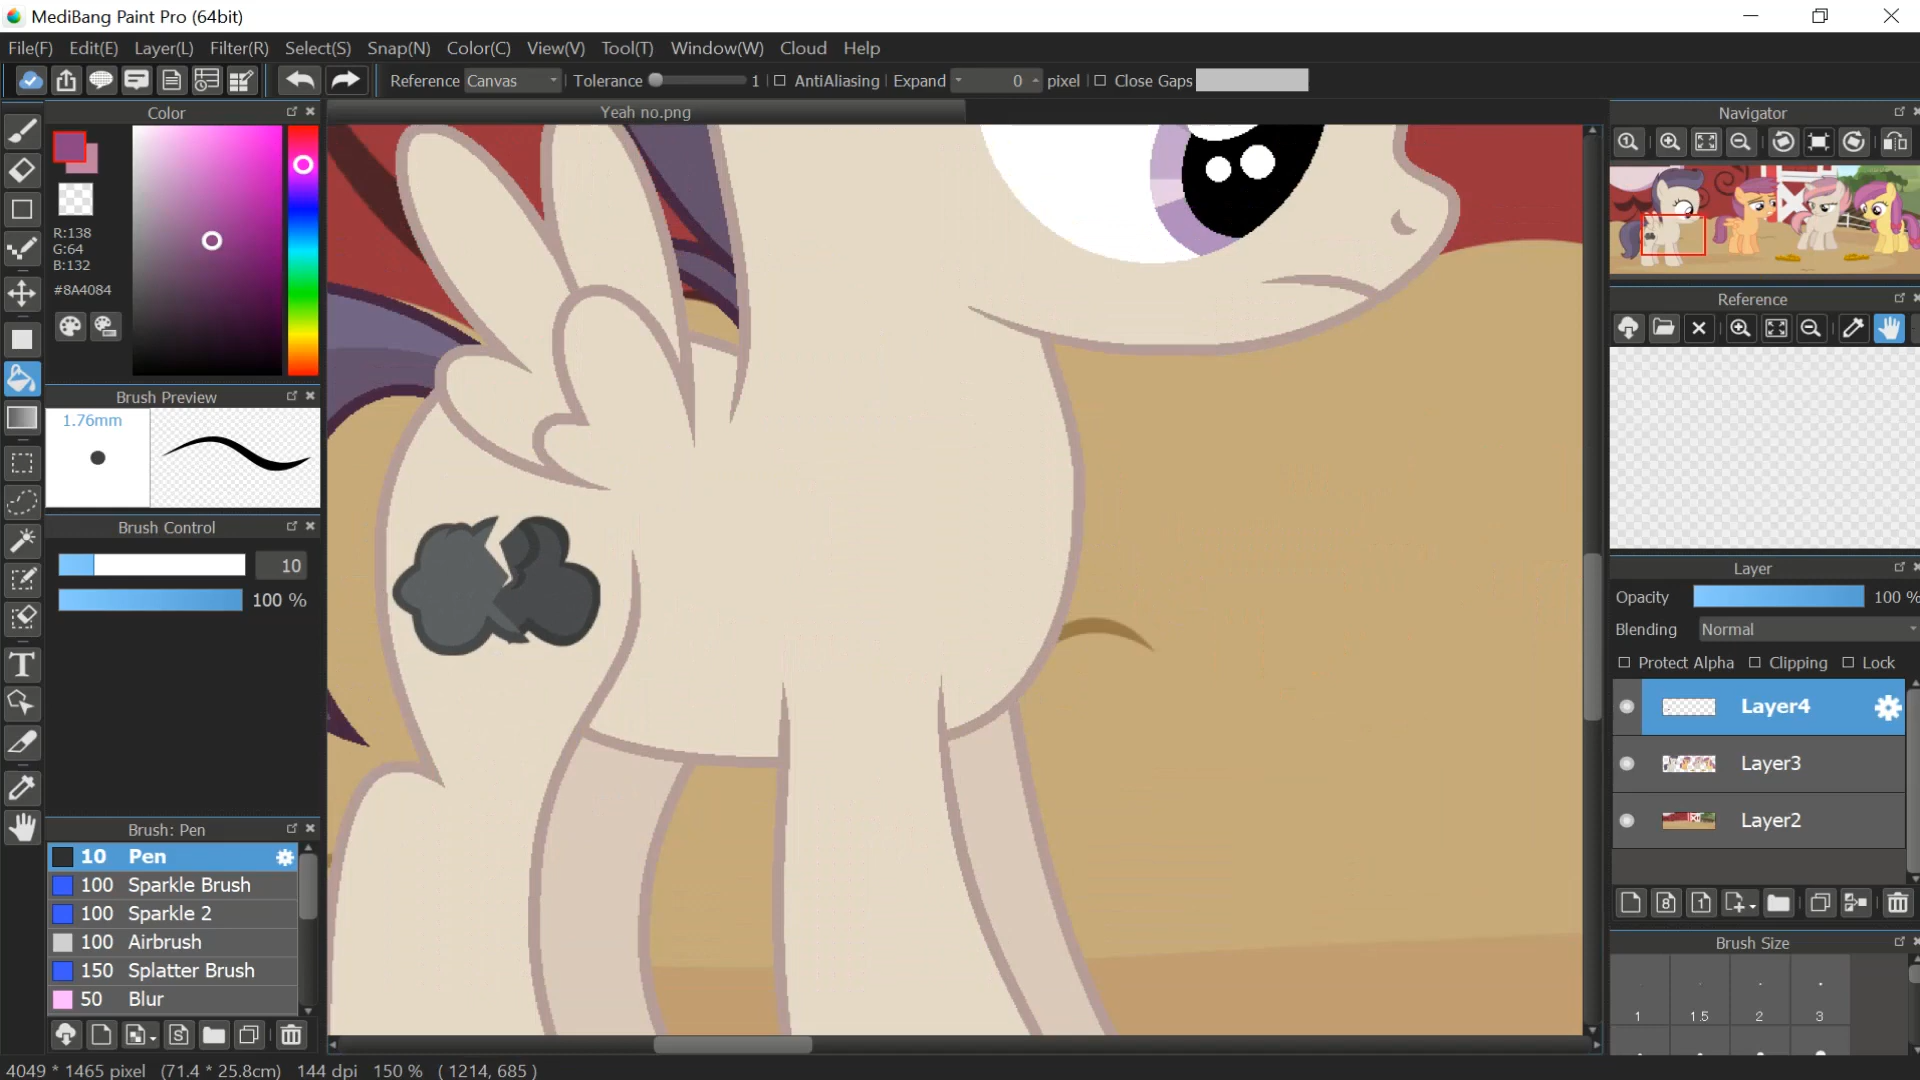 MediBang Paint Pro (64bit)
File(F) Edit(E) Layer(L) Filter(R) Select(S) Snap(N) Color(C) View(V) Tool(T) Window(W) Cloud Help
Reference Canvas Tolerance 1 AntiAliasing Expand 0 pixel Close Gaps
Color
Yeah no.png
Navigator
R:138
G:64
B:132
#8A4084
Reference
Brush Preview
1.76mm
Brush Control
10
100 %
Layer
Opacity 100 %
Blending Normal
Protect Alpha Clipping Lock
Layer4
Layer3
Layer2
Brush: Pen
10 Pen
100 Sparkle Brush
100 Sparkle 2
100 Airbrush
150 Splatter Brush
50 Blur
Brush Size
1 1.5 2 3
4049 * 1465 pixel (71.4 * 25.8cm) 144 dpi 150 % ( 1214, 685 )